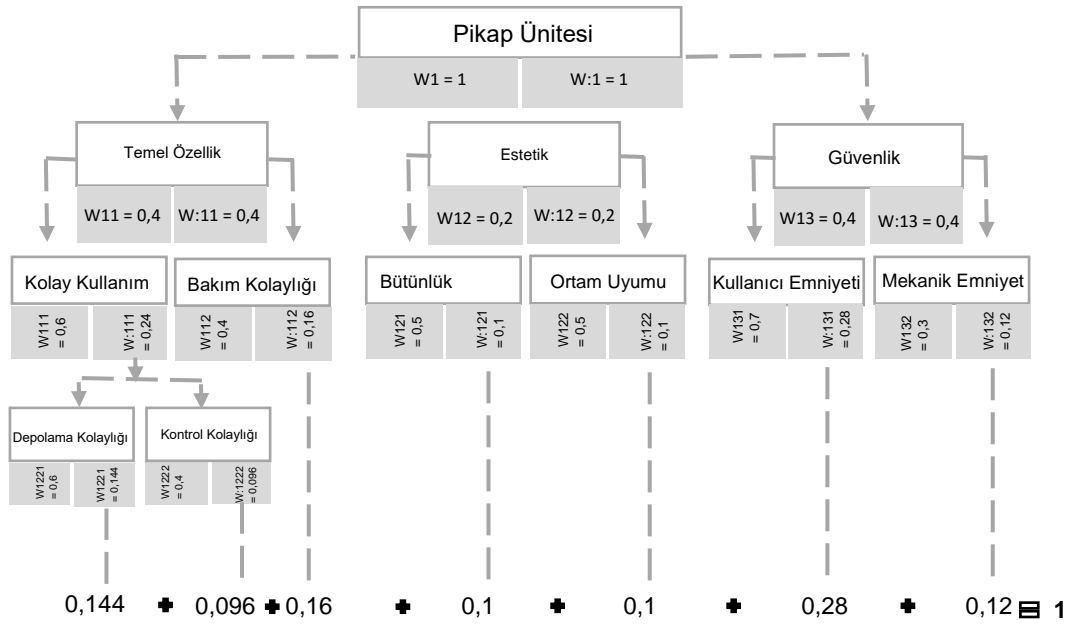 Pikap Ünitesi
W1 = 1 W:1 = 1
Temel Özellik
W11 = 0,4 W:11 = 0,4
Estetik
W12 = 0,2 W:12 = 0,2
Güvenlik
W13 = 0,4 W:13 = 0,4
Kolay Kullanım
W111
= 0,6
W:111
= 0,24
Bakım Kolaylığı
W112
= 0,4
W:112
= 0,16
Bütünlük
W121
= 0,5
W:121
= 0,1
Ortam Uyumu
W122
= 0,5
W:122
= 0,1
Kullanıcı Emniyeti
W131
= 0,7
W:131
= 0,28
Mekanik Emniyet
W132
= 0,3
W:132
= 0,12
Depolama Kolaylığı
W1221
= 0,6
W1221
= 0,144
Kontrol Kolaylığı
W1222
= 0,4
W:1222
= 0,096
0,144 + 0,096 + 0,16 + 0,1 + 0,1 + 0,28 + 0,12 = 1